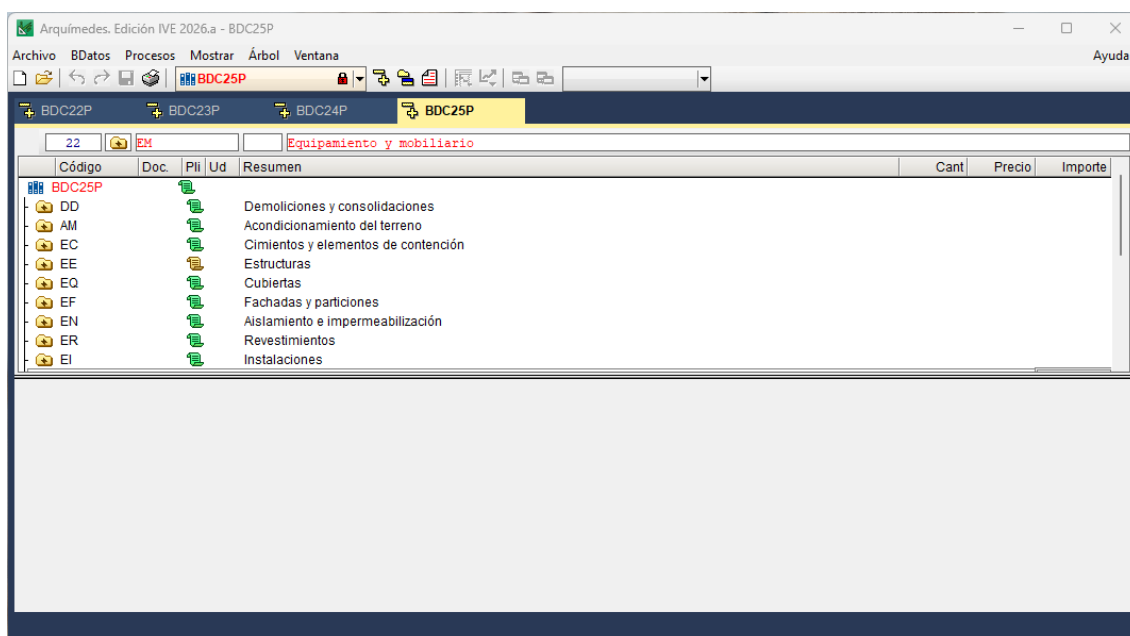 Arquímedes. Edición IVE 2026.a - BDC25P
Archivo BDatos Procesos Mostrar Árbol Ventana Ayuda
BDC25P
BDC22P BDC23P BDC24P BDC25P
22 EM Equipamiento y mobiliario
Código Doc. Pli Ud Resumen Cant Precio Importe
BDC25P
DD Demoliciones y consolidaciones
AM Acondicionamiento del terreno
EC Cimientos y elementos de contención
EE Estructuras
EQ Cubiertas
EF Fachadas y particiones
EN Aislamiento e impermeabilización
ER Revestimientos
EI Instalaciones